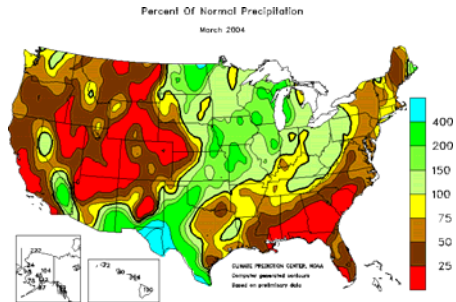 Percent Of Normal Precipitation
March 2004
400
200
150
100
75
50
25
CLIMATE PREDICTION CENTER, NOAA
Computer generated contours
Based on preliminary data